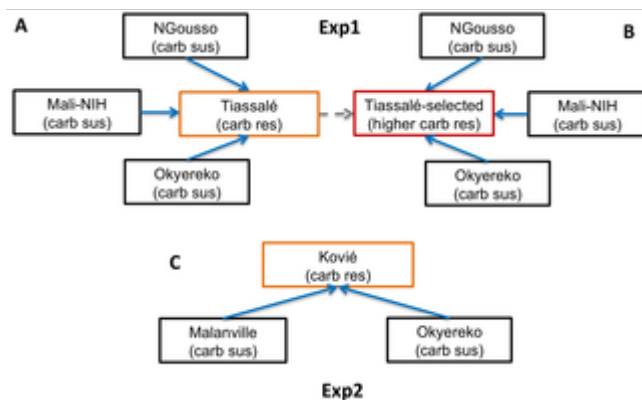 A
NGousso
(carb sus)
Exp1
NGousso
(carb sus)
B
Mali-NIH
(carb sus)
Tiassalé
(carb res)
Tiassalé-selected
(higher carb res)
Mali-NIH
(carb sus)
Okyereko
(carb sus)
Okyereko
(carb sus)
C
Kovié
(carb res)
Malanville
(carb sus)
Okyereko
(carb sus)
Exp2